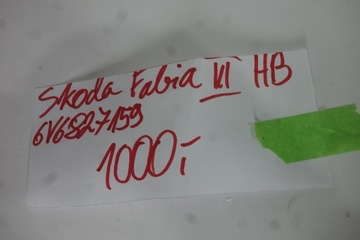 Skoda Fabia VI HB
6V6827159
1000,-